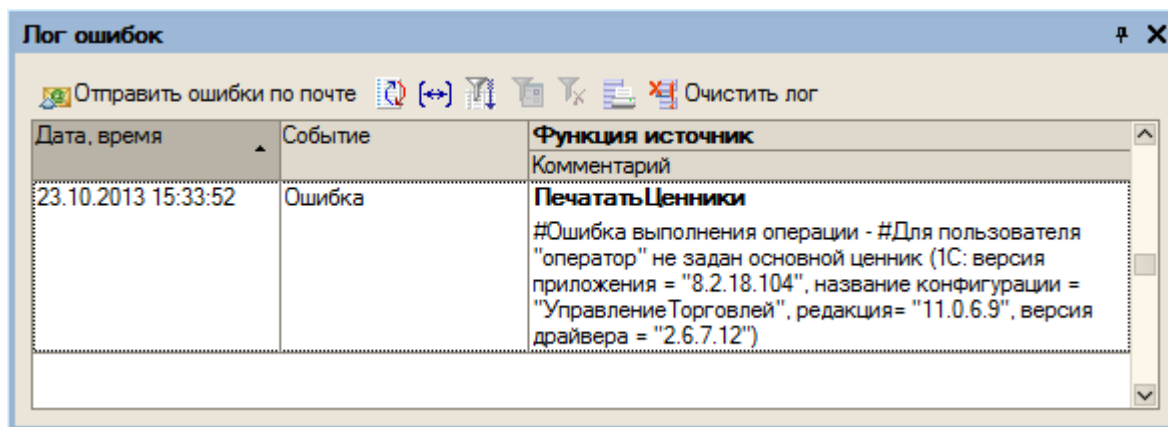 Лог ошибок
Отправить ошибки по почте Очистить лог
Дата, время Событие Функция источник
Комментарий
23.10.2013 15:33:52 Ошибка ПечататьЦенники
#Ошибка выполнения операции - #Для пользователя
"оператор" не задан основной ценник (1С: версия
приложения = "8.2.18.104", название конфигурации =
"УправлениеТорговлей", редакция= "11.0.6.9", версия
драйвера = "2.6.7.12")